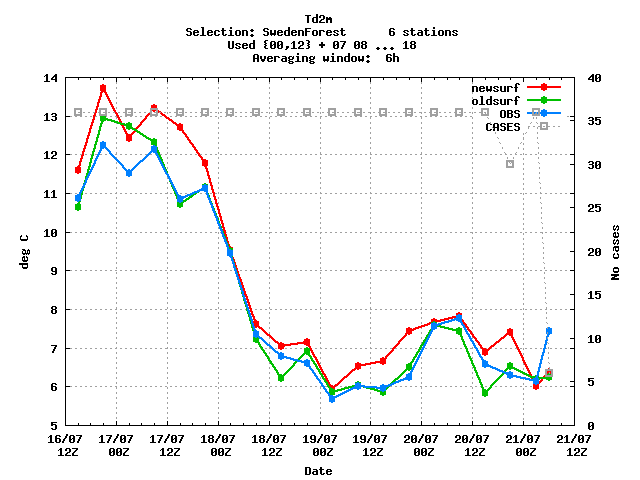 Td2m
Selection: SwedenForest 6 stations
Used {00,12} + 07 08 ... 18
Averaging window: 6h
newsurf
oldsurf
OBS
CASES
14
13
12
11
10
9
8
7
6
5
deg C
40
35
30
25
20
15
10
5
0
No cases
16/07 17/07 17/07 18/07 18/07 19/07 19/07 20/07 20/07 21/07 21/07
12Z 00Z 12Z 00Z 12Z 00Z 12Z 00Z 12Z 00Z 12Z
Date